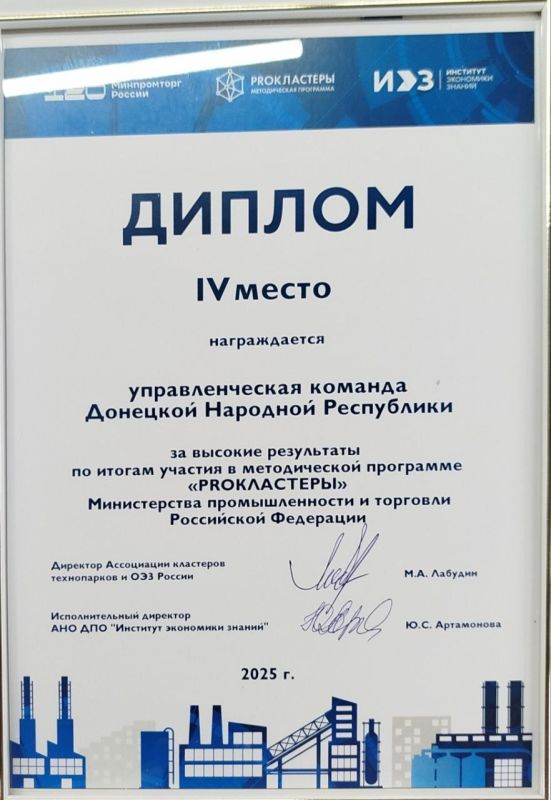 120
Минпромторг
России
PROКЛАСТЕРЫ
МЕТОДИЧЕСКАЯ ПРОГРАММА
ИЭЗ
ИНСТИТУТ
ЭКОНОМИКИ
ЗНАНИЙ
ДИПЛОМ
IV место
награждается
управленческая команда
Донецкой Народной Республики
за высокие результаты
по итогам участия в методической программе
«PROКЛАСТЕРЫ»
Министерства промышленности и торговли
Российской Федерации
Директор Ассоциации кластеров
технопарков и ОЭЗ России
М.А. Лабудин
Исполнительный директор
АНО ДПО "Институт экономики знаний"
Ю.С. Артамонова
2025 г.